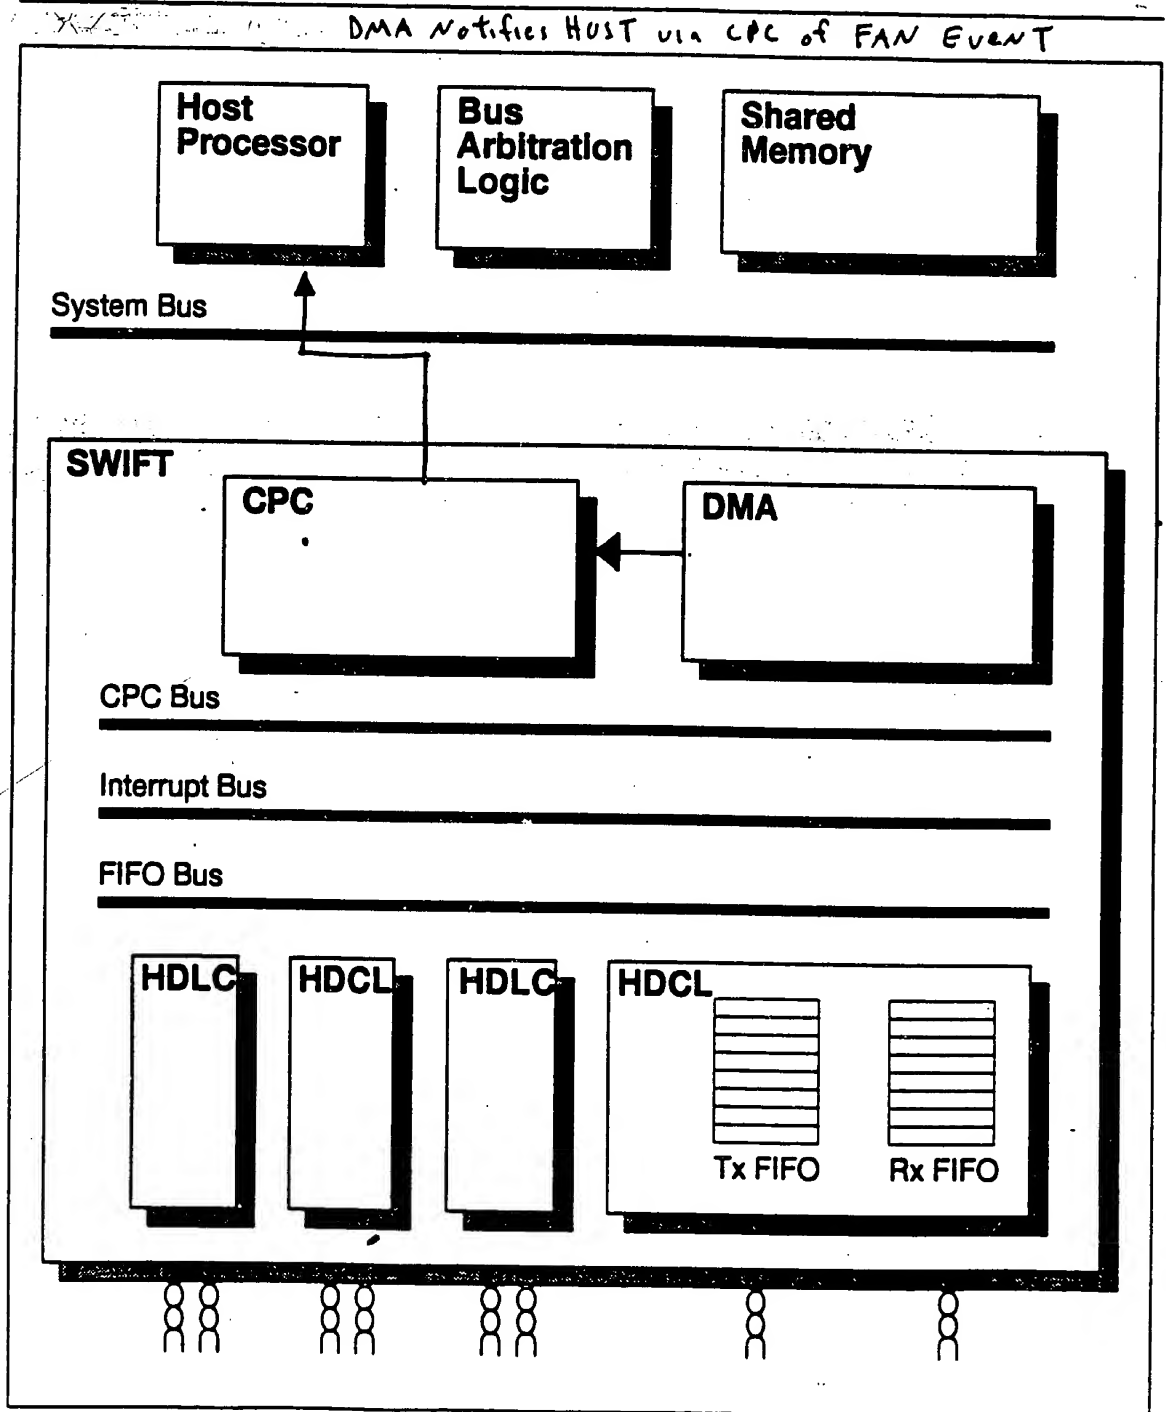 DMA Notifies HOST via CPC of FAN EvenT
Host
Processor
Bus
Arbitration
Logic
Shared
Memory
System Bus
SWIFT
CPC
DMA
CPC Bus
Interrupt Bus
FIFO Bus
HDLC
HDCL
HDLC
HDCL
Tx FIFO
Rx FIFO